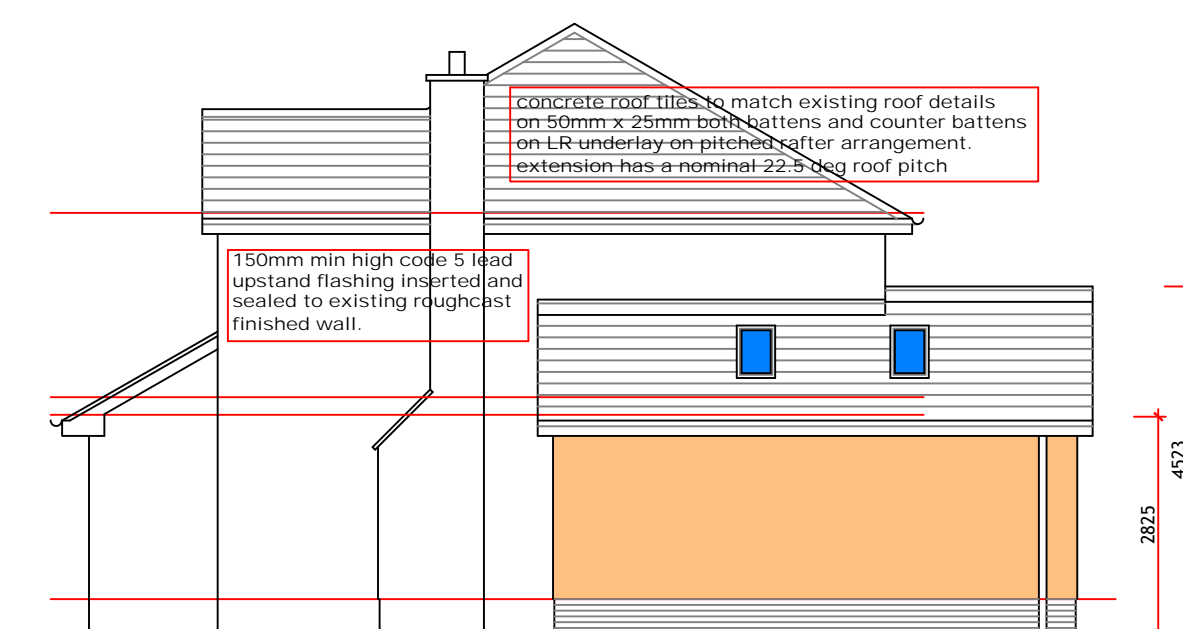 concrete roof tiles to match existing roof details
on 50mm x 25mm both battens and counter battens
on LR underlay on pitched rafter arrangement.
extension has a nominal 22.5 deg roof pitch
150mm min high code 5 lead
upstand flashing inserted and
sealed to existing roughcast
finished wall.
4523
2825